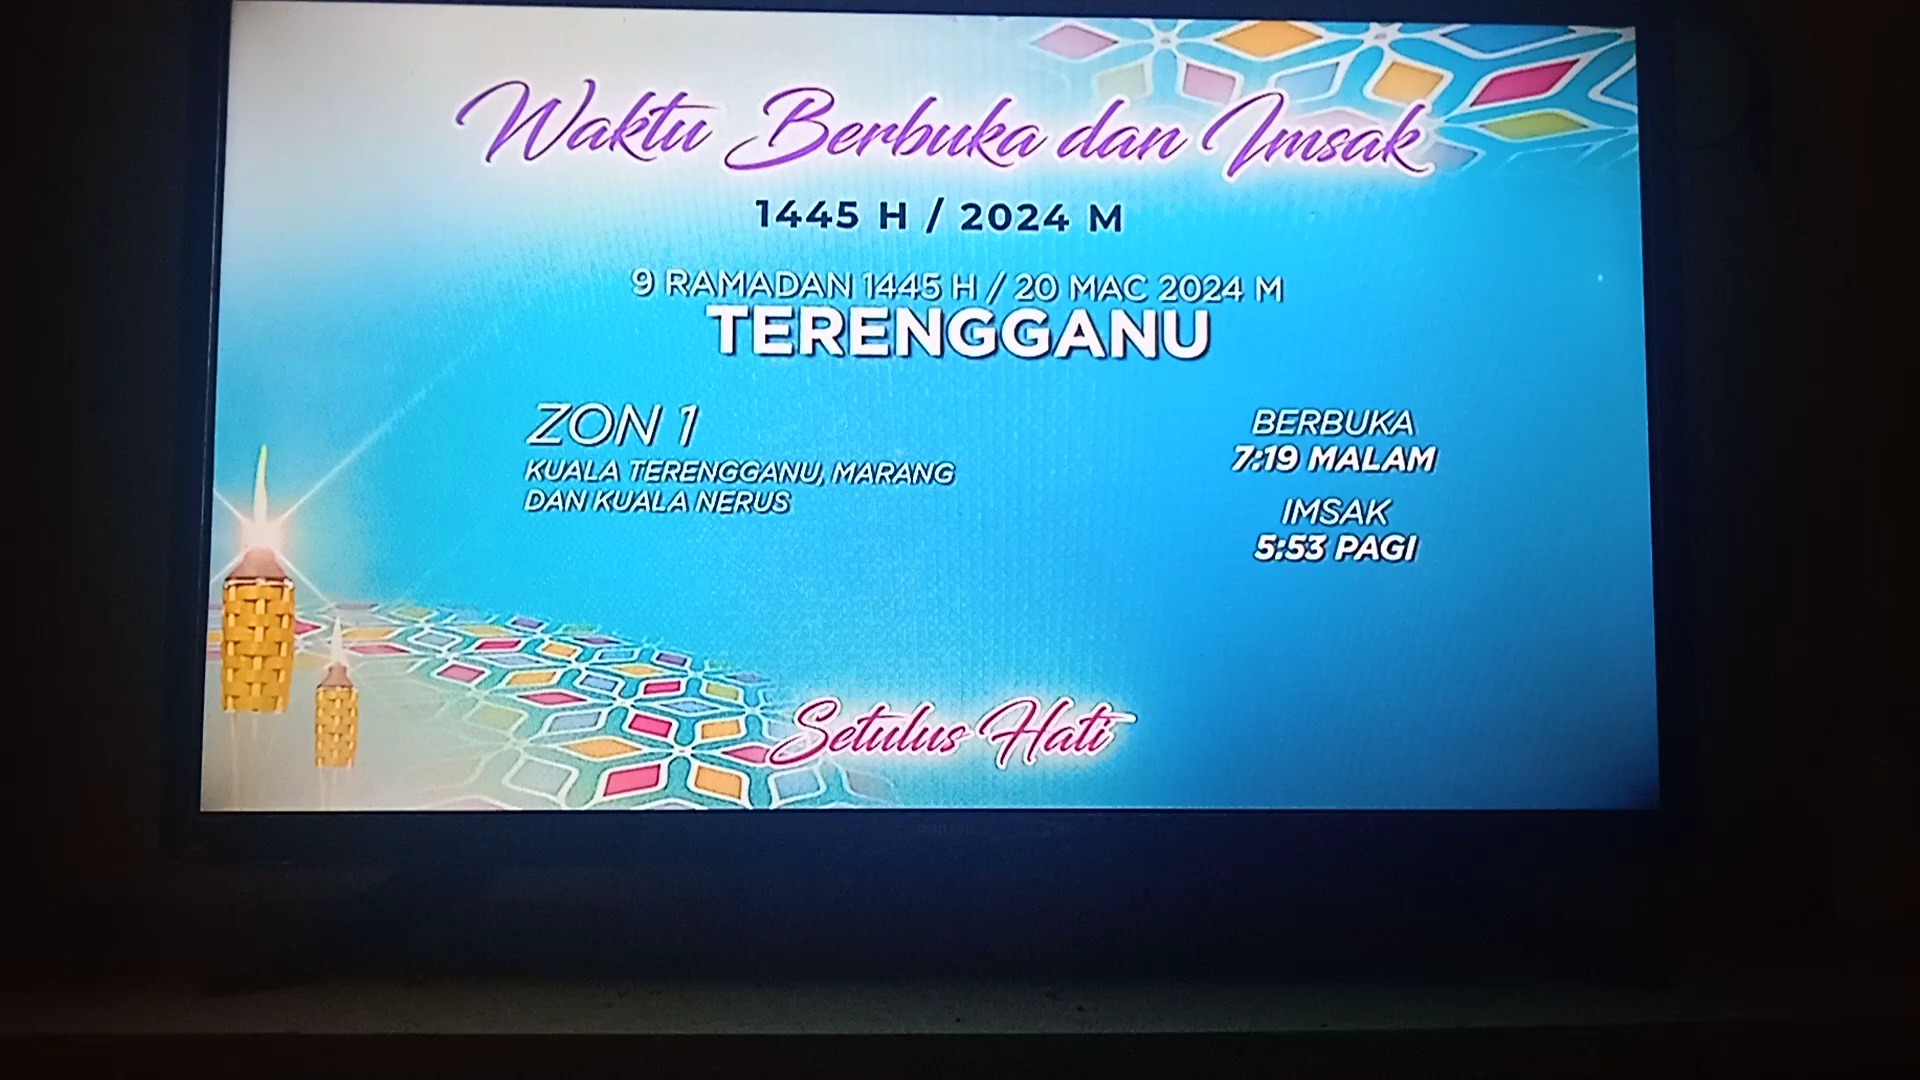 Waktu Berbuka dan Imsak
1445 H / 2024 M
9 RAMADAN 1445 H / 20 MAC 2024 M
TERENGGANU
ZON 1
KUALA TERENGGANU, MARANG
DAN KUALA NERUS
BERBUKA
7:19 MALAM
IMSAK
5:53 PAGI
Setulus Hati